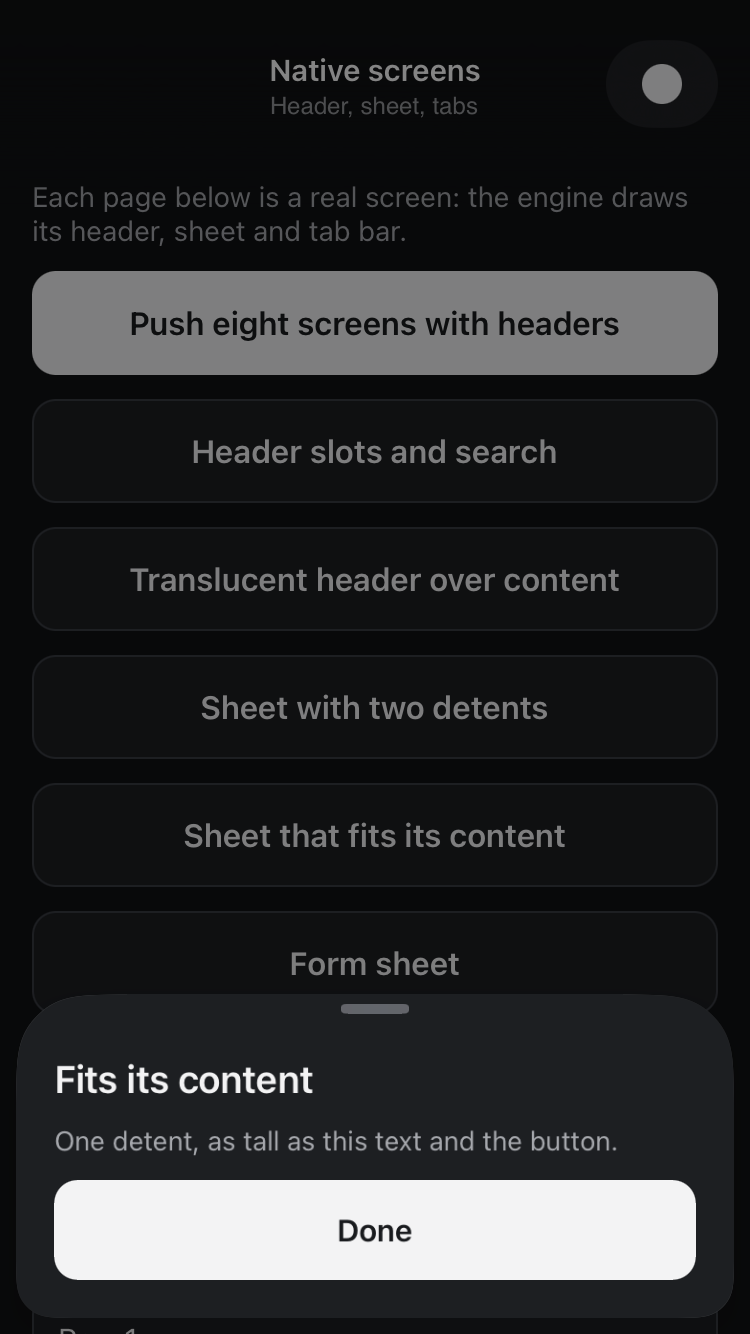 Native screens
Header, sheet, tabs
Each page below is a real screen: the engine draws
its header, sheet and tab bar.
Push eight screens with headers
Header slots and search
Translucent header over content
Sheet with two detents
Sheet that fits its content
Form sheet
Fits its content
One detent, as tall as this text and the button.
Done